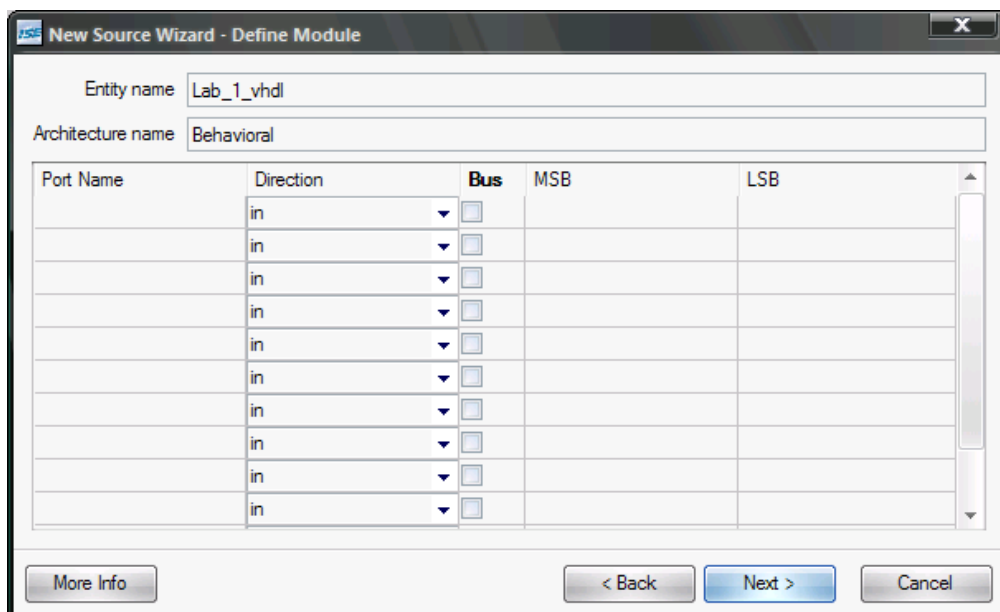 ISE New Source Wizard - Define Module X
Entity name Lab_1_vhdl
Architecture name Behavioral
Port Name Direction Bus MSB LSB
in
in
in
in
in
in
in
in
in
in
More Info < Back Next > Cancel